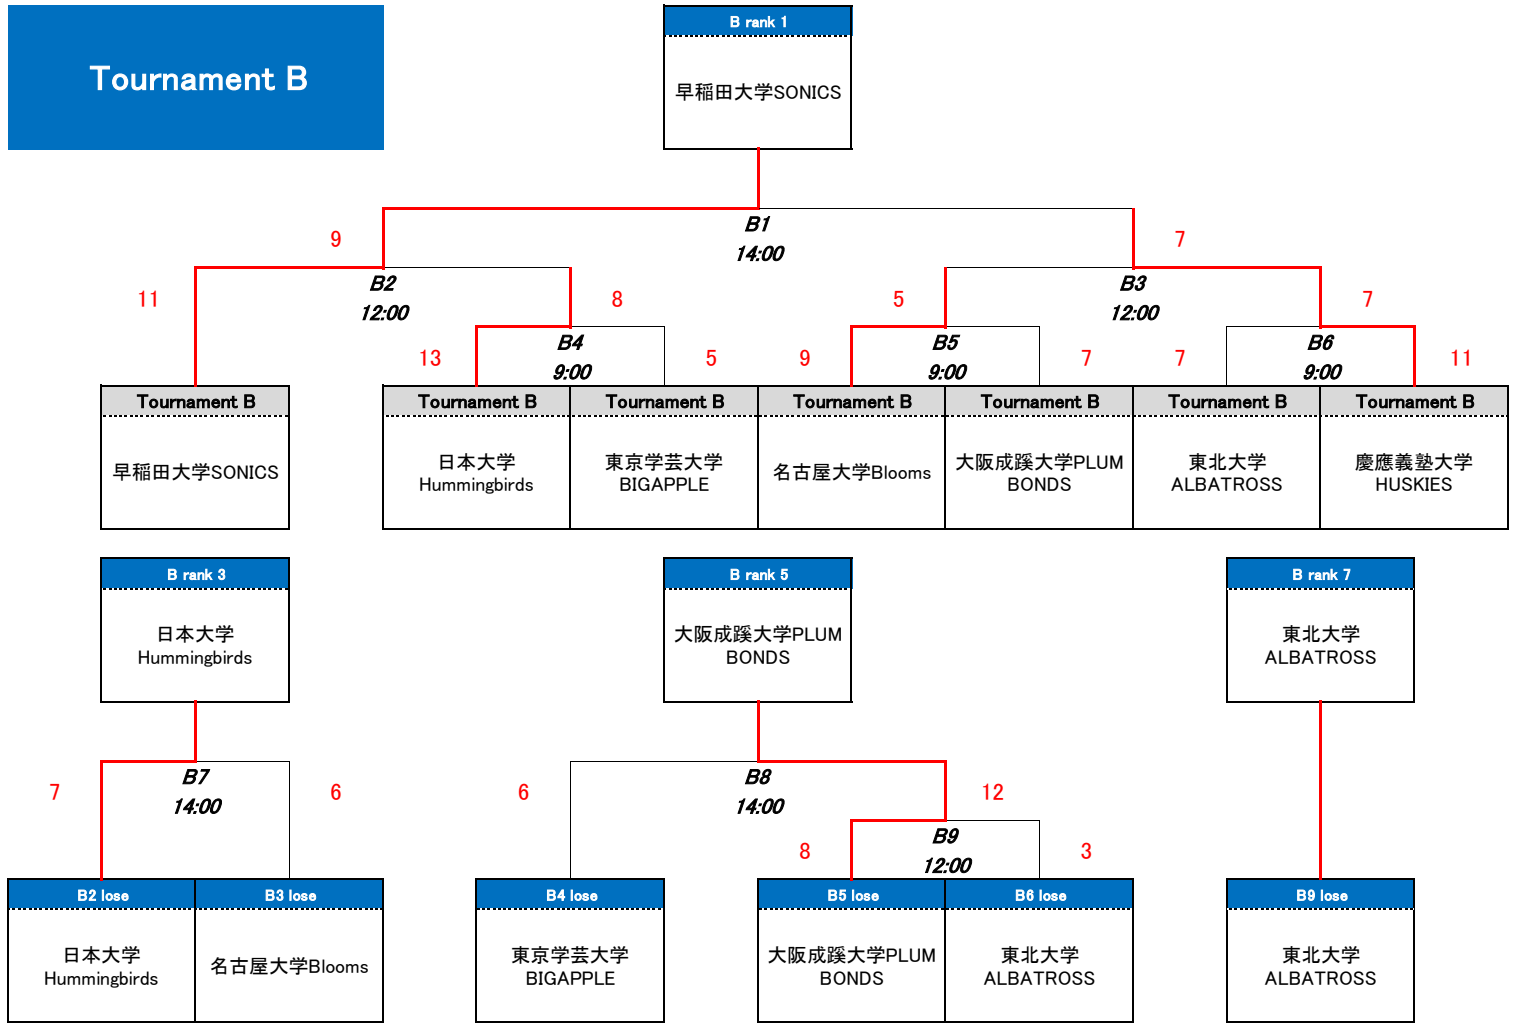 Tournament B
B rank 1
早稲田大学SONICS
B1
14:00
9
7
B2
12:00
B3
12:00
11
8
5
7
B4
9:00
B5
9:00
B6
9:00
13
5
9
7
7
11
Tournament B
Tournament B
Tournament B
Tournament B
Tournament B
Tournament B
Tournament B
早稲田大学SONICS
日本大学
Hummingbirds
東京学芸大学
BIGAPPLE
名古屋大学Blooms
大阪成蹊大学PLUM
BONDS
東北大学
ALBATROSS
慶應義塾大学
HUSKIES
B rank 3
B rank 5
B rank 7
日本大学
Hummingbirds
大阪成蹊大学PLUM
BONDS
東北大学
ALBATROSS
B7
14:00
7
6
B8
14:00
6
12
B9
12:00
8
3
B2 lose
B3 lose
B4 lose
B5 lose
B6 lose
B9 lose
日本大学
Hummingbirds
名古屋大学Blooms
東京学芸大学
BIGAPPLE
大阪成蹊大学PLUM
BONDS
東北大学
ALBATROSS
東北大学
ALBATROSS